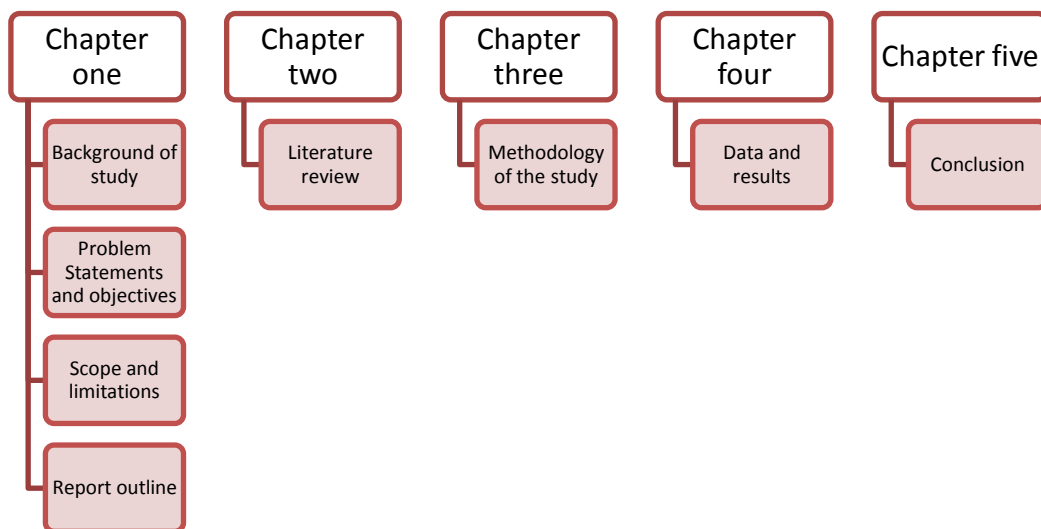 Chapter
one
Background of
study
Problem
Statements
and objectives
Scope and
limitations
Report outline
Chapter
two
Literature
review
Chapter
three
Methodology
of the study
Chapter
four
Data and
results
Chapter five
Conclusion